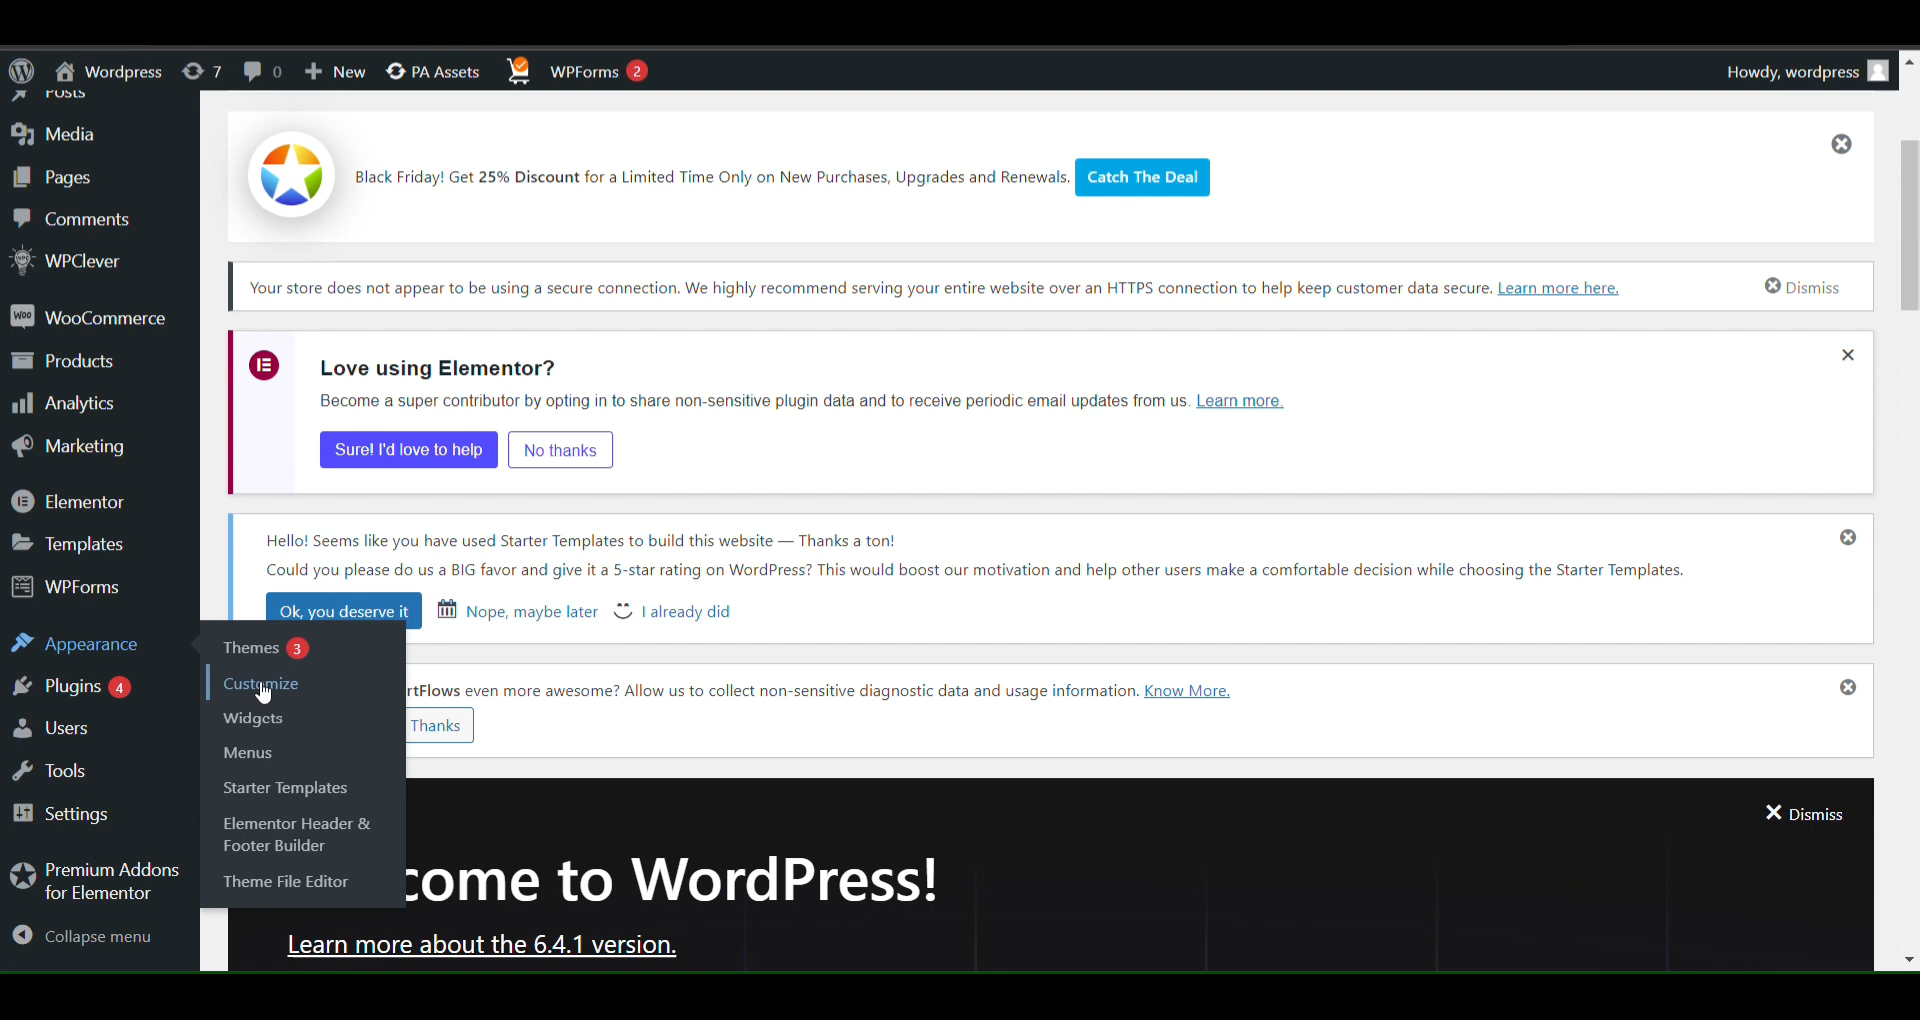 Wordpress 7 0 New PA Assets WPForms 2 Howdy, wordpress
Posts
Media
Pages
Comments
WPClever
WooCommerce
Products
Analytics
Marketing
Elementor
Templates
WPForms
Appearance
Plugins 4
Users
Tools
Settings
Premium Addons
for Elementor
Collapse menu
Themes 3
Customize
Widgets
Menus
Starter Templates
Elementor Header &
Footer Builder
Theme File Editor
Black Friday! Get 25% Discount for a Limited Time Only on New Purchases, Upgrades and Renewals. Catch The Deal
Your store does not appear to be using a secure connection. We highly recommend serving your entire website over an HTTPS connection to help keep customer data secure. Learn more here. Dismiss
Love using Elementor?
Become a super contributor by opting in to share non-sensitive plugin data and to receive periodic email updates from us. Learn more.
Sure! I'd love to help No thanks
Hello! Seems like you have used Starter Templates to build this website — Thanks a ton!
Could you please do us a BIG favor and give it a 5-star rating on WordPress? This would boost our motivation and help other users make a comfortable decision while choosing the Starter Templates.
Ok, you deserve it Nope, maybe later I already did
rtFlows even more awesome? Allow us to collect non-sensitive diagnostic data and usage information. Know More.
Thanks
Dismiss
come to WordPress!
Learn more about the 6.4.1 version.